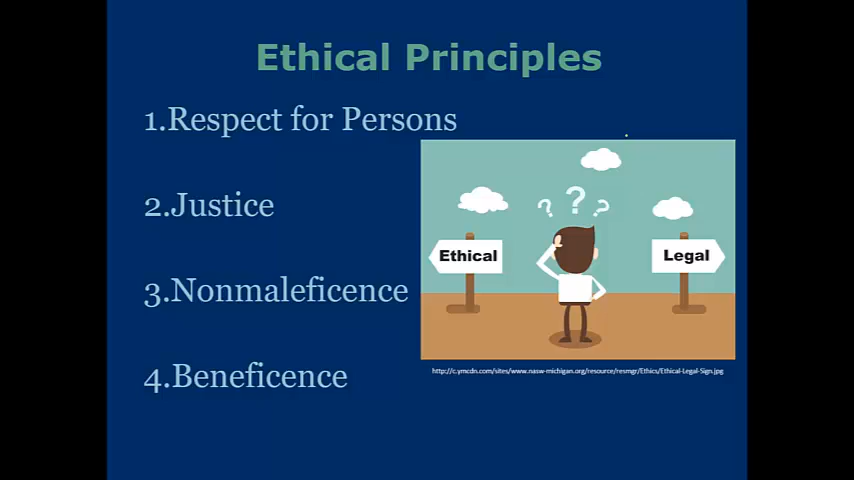 Ethical Principles
1.Respect for Persons
2.Justice
3.Nonmaleficence
4.Beneficence
? ? ?
Ethical
Legal
http://c.ymcdn.com/sites/www.nasw-michigan.org/resource/resmgr/Ethics/Ethical-Legal-Sign.jpg